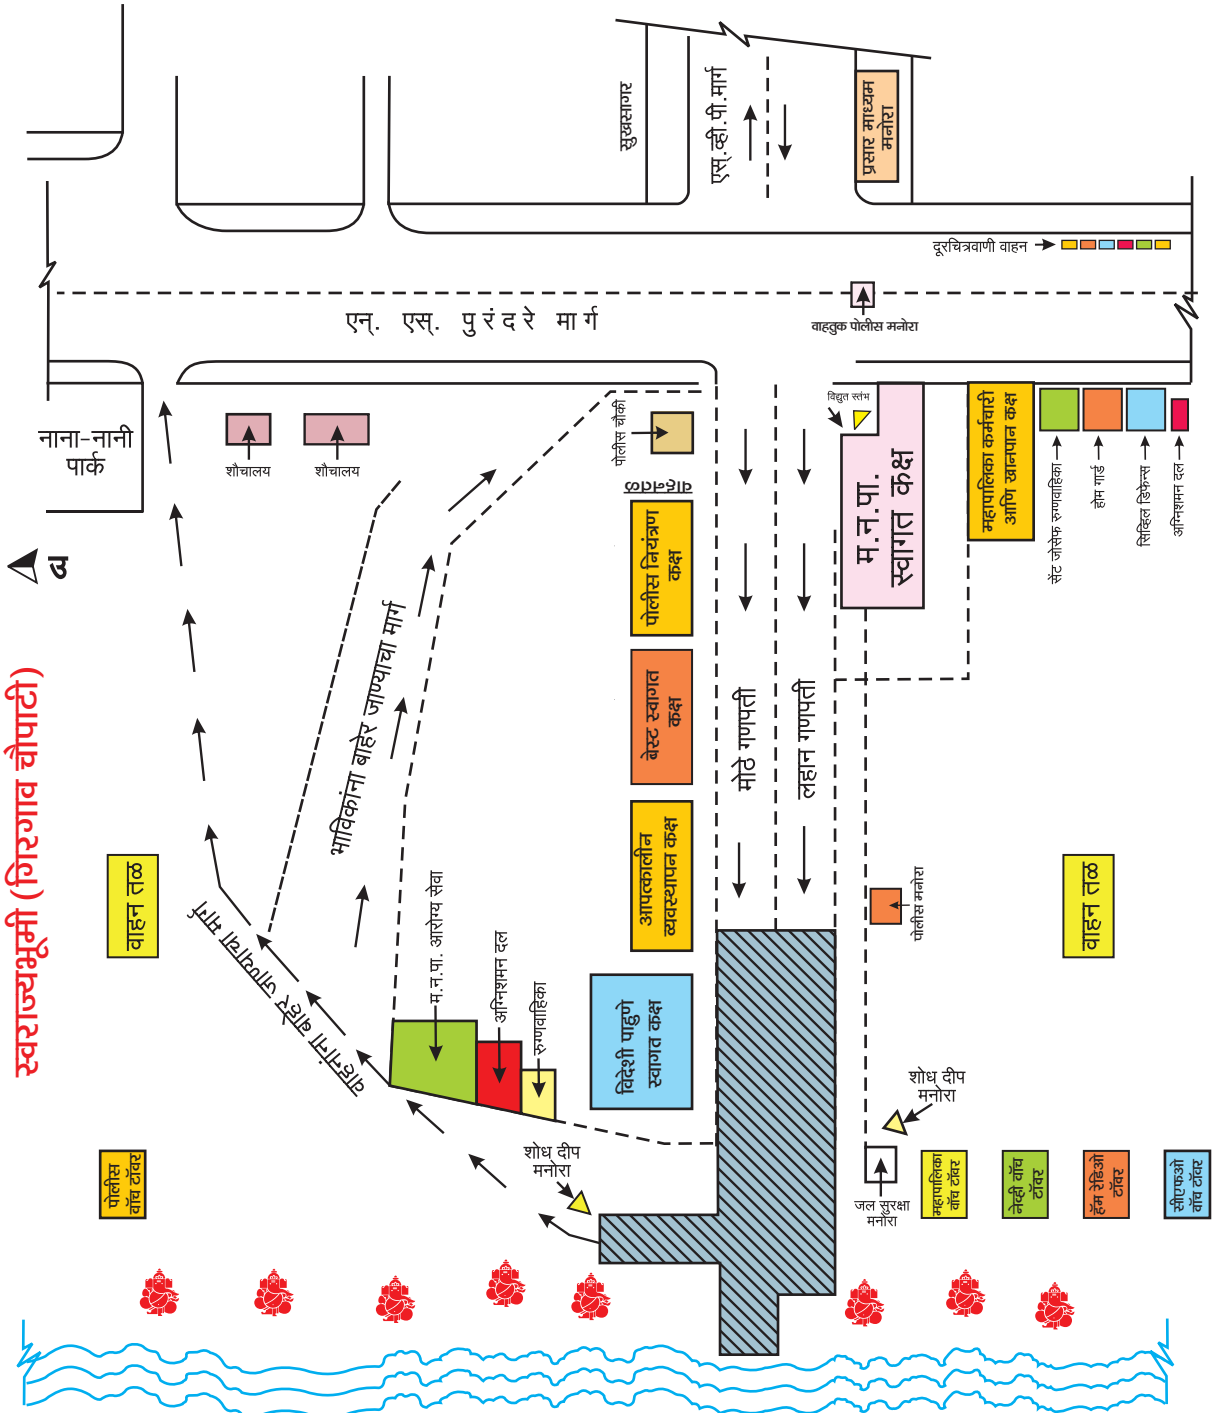 सुखसागर
एस्.व्ही.पी.मार्ग
प्रसार माध्यम
मनोरा
दूरचित्रवाणी वाहन
एन्. एस्. पुरंदरे मार्ग
वाहतुक पोलीस मनोरा
नाना-नानी
पार्क
शौचालय
शौचालय
पोलीस चौकी
वाहनतळ
विद्युत स्तंभ
म.न.पा.
स्वागत कक्ष
महापालिका कर्मचारी
आणि खानपान कक्ष
सेंट जोसेफ रुग्णवाहिका
होम गार्ड
सिव्हिल डिफेन्स
अग्निशमन दल
उ
स्वराज्यभूमी (गिरगाव चौपाटी)
पोलीस नियंत्रण
कक्ष
भाविकांना बाहेर जाण्याचा मार्ग
बेस्ट स्वागत
कक्ष
मोठे गणपती
लहान गणपती
आपत्कालीन
व्यवस्थापन कक्ष
वाहन तळ
वाहन तळ
पोलीस मनोरा
वाहनांना बाहेर जाण्याचा मार्ग
म.न.पा. आरोग्य सेवा
अग्निशमन दल
रुग्णवाहिका
विदेशी पाहुणे
स्वागत कक्ष
शोध दीप
मनोरा
शोध दीप
मनोरा
जल सुरक्षा
मनोरा
पोलीस
वॉच टॉवर
महापालिका
वॉच टॉवर
नेव्ही वॉच
टॉवर
हॅम रेडिओ
टॉवर
सीएफओ
वॉच टॉवर